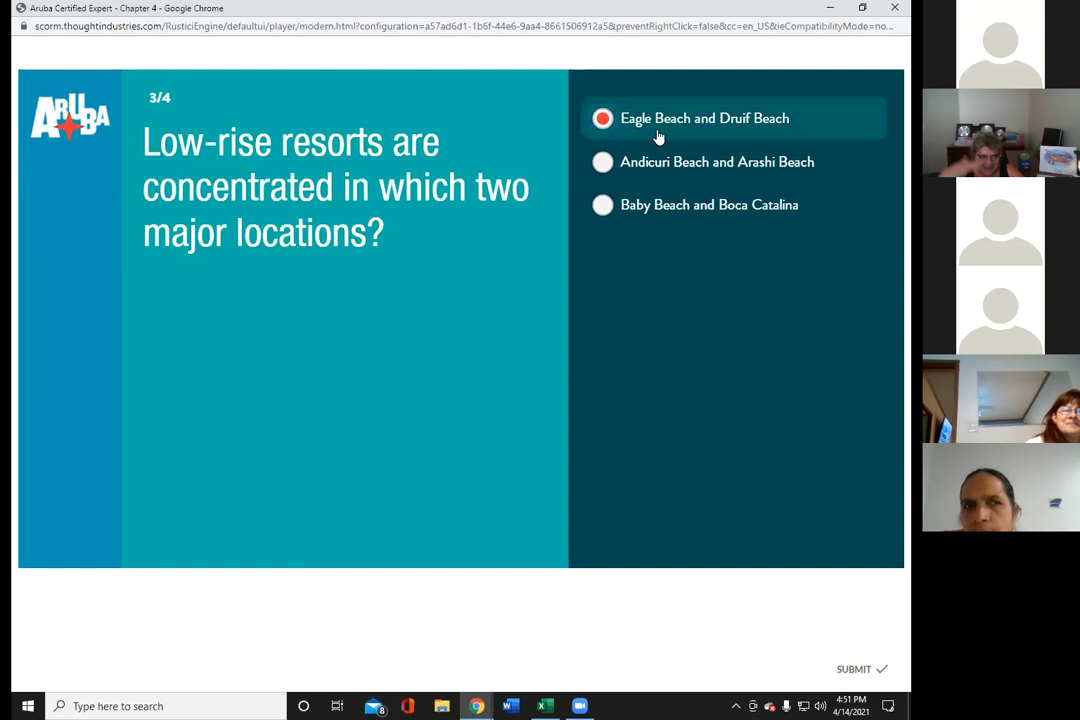 Aruba Certified Expert - Chapter 4 - Google Chrome
scorm.thoughtindustries.com/RusticiEngine/defaultui/player/modern.html?configuration=a57ad6d1-1b6f-44e6-9aa4-8661506912a5&preventRightClick=false&cc=en_US&ieCompatibilityMode=no...
ARUBA
3/4
Low-rise resorts are
concentrated in which two
major locations?
Eagle Beach and Druif Beach
Andicuri Beach and Arashi Beach
Baby Beach and Boca Catalina
SUBMIT
Type here to search
8
4:51 PM
4/14/2021